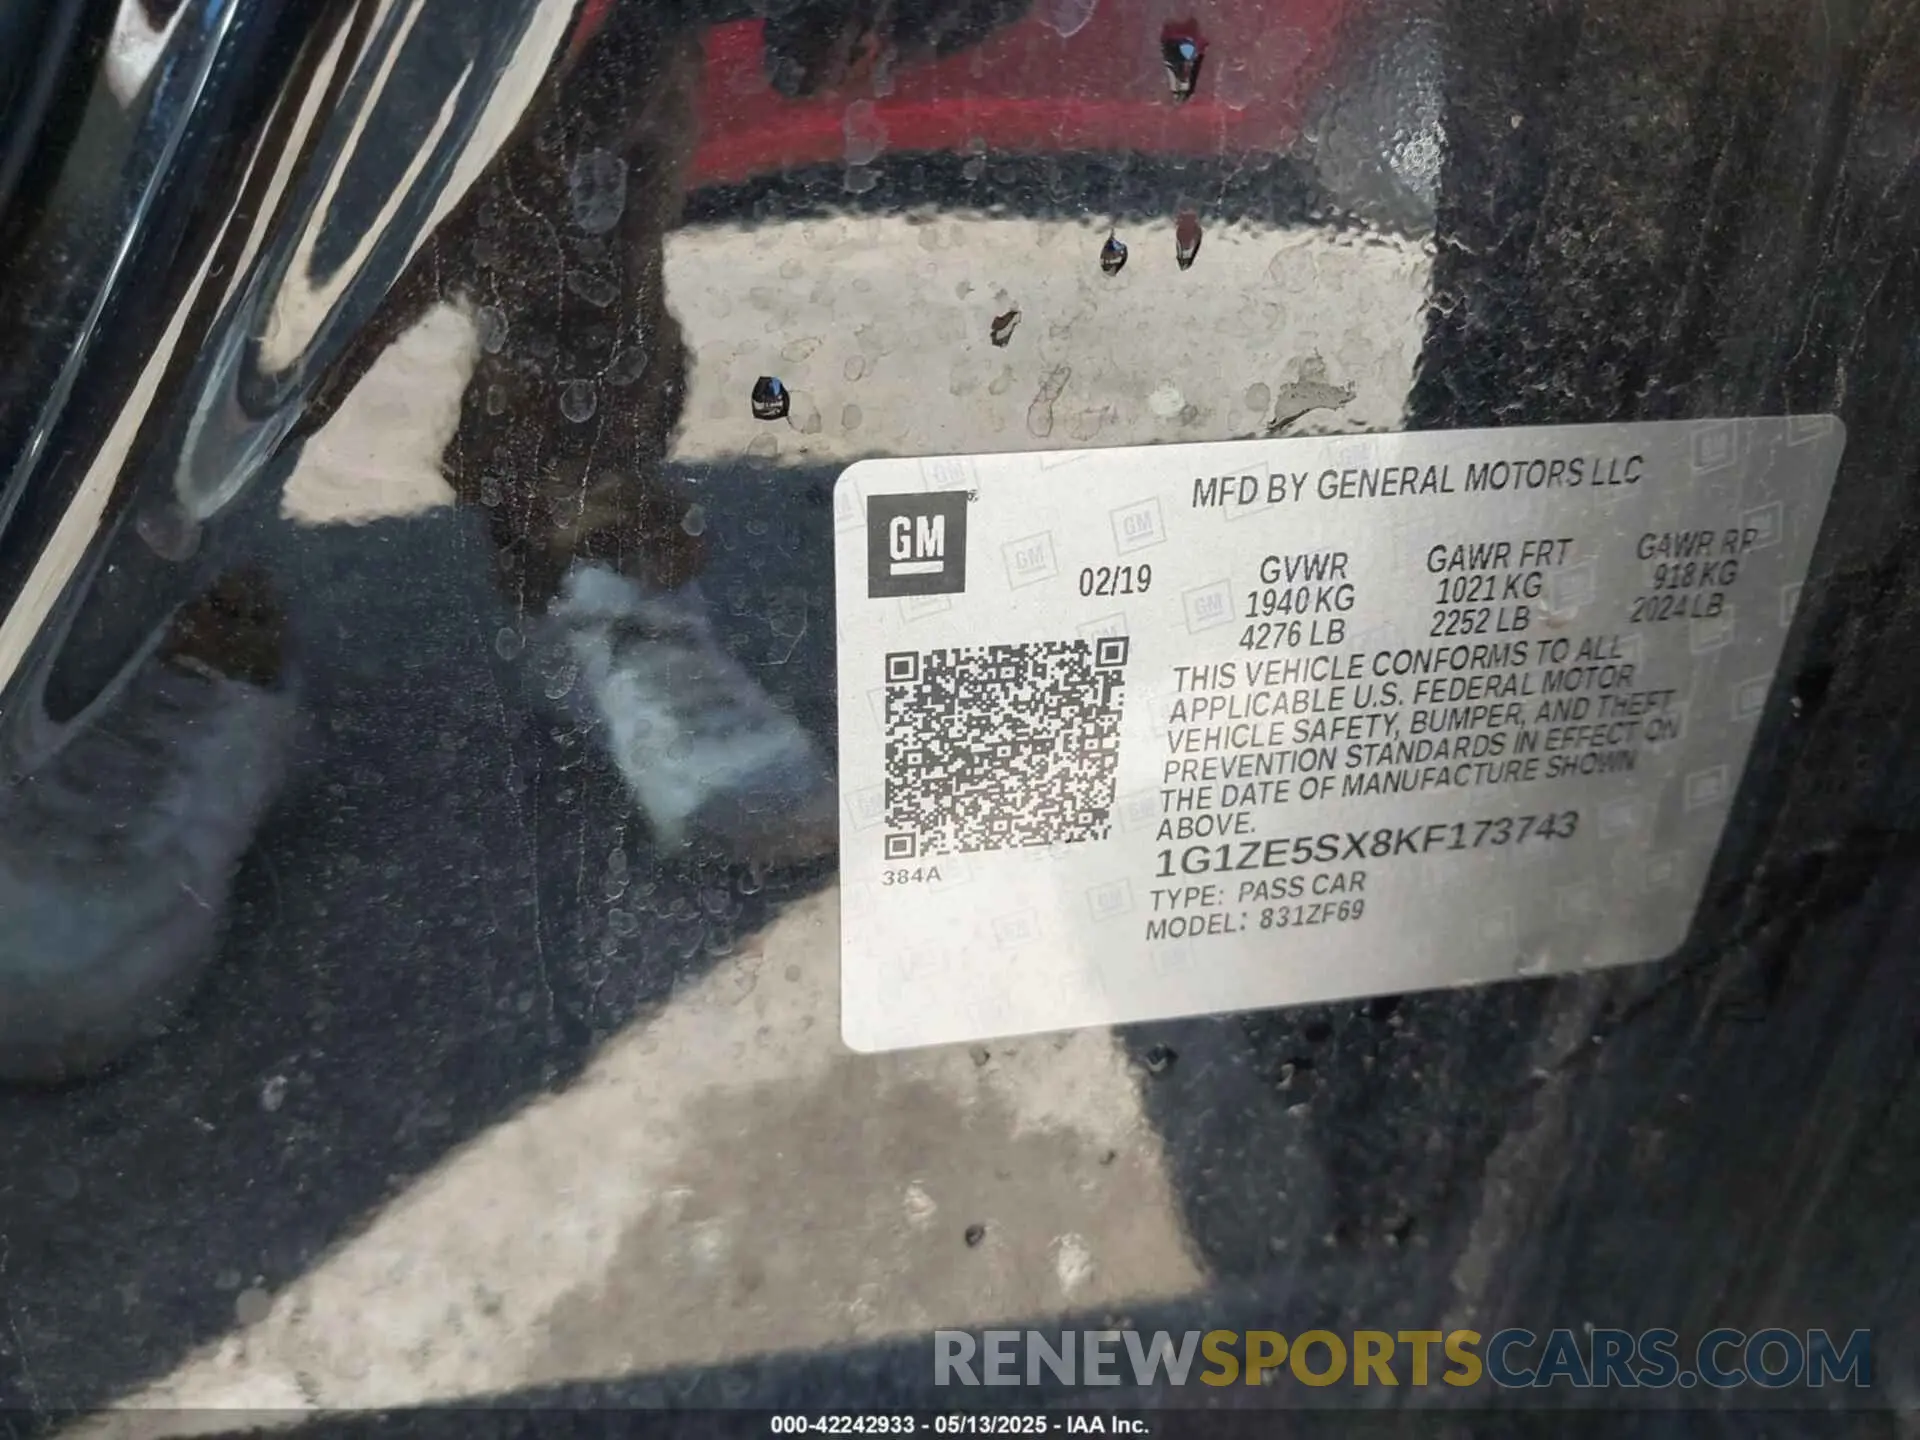 MFD BY GENERAL MOTORS LLC
GM
02/19
GVWR
1940 KG
4276 LB
GAWR FRT
1021 KG
2252 LB
GAWR RR
918 KG
2024 LB
THIS VEHICLE CONFORMS TO ALL
APPLICABLE U.S. FEDERAL MOTOR
VEHICLE SAFETY, BUMPER, AND THEFT
PREVENTION STANDARDS IN EFFECT ON
THE DATE OF MANUFACTURE SHOWN
ABOVE.
1G1ZE5SX8KF173743
384A
TYPE: PASS CAR
MODEL: 831ZF69
RENEWSPORTSCARS.COM
000-42242933 - 05/13/2025 - IAA Inc.